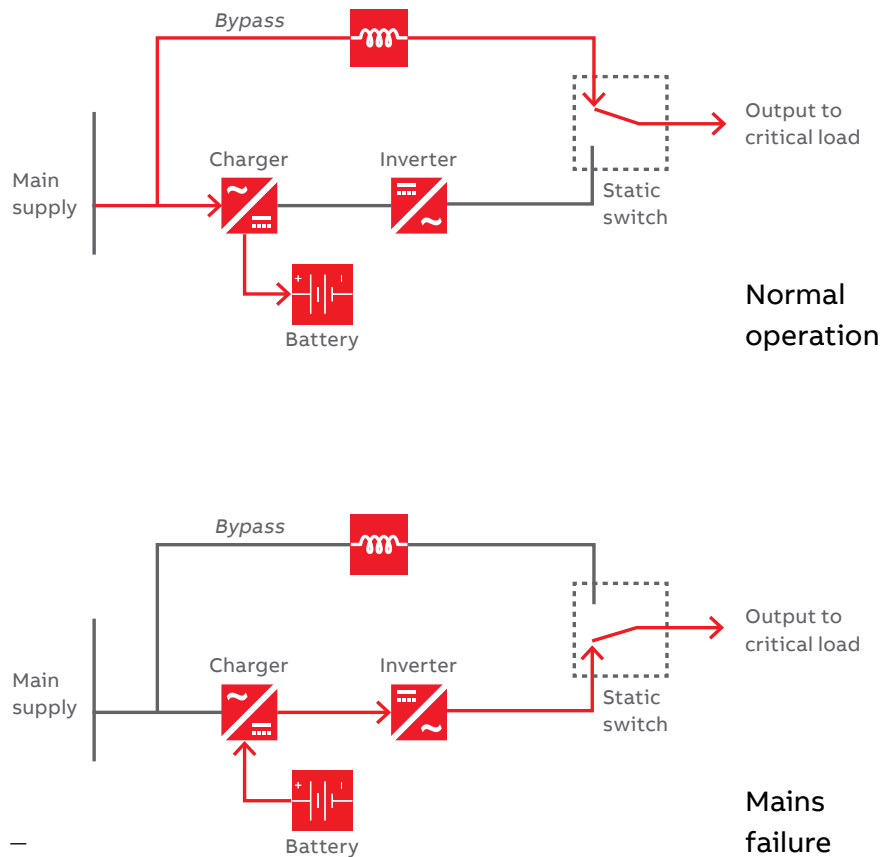 Bypass
Output to
critical load
Charger
Inverter
Main
supply
Static
switch
Battery
Normal
operation
Bypass
Output to
critical load
Charger
Inverter
Main
supply
Static
switch
Battery
Mains
failure
—